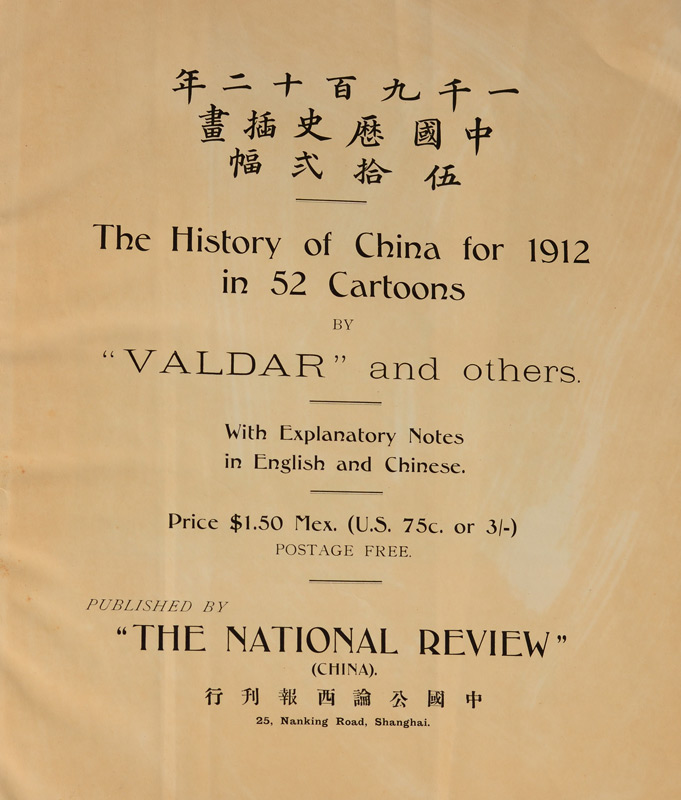 一千九百十二年
中國歷史插畫
伍拾弍幅
The History of China for 1912
in 52 Cartoons
BY
“VALDAR” and others.
With Explanatory Notes
in English and Chinese.
Price $1.50 Mex. (U.S. 75c. or 3/-)
POSTAGE FREE.
PUBLISHED BY
“THE NATIONAL REVIEW”
(CHINA).
中國公論西報刊行
25, Nanking Road, Shanghai.